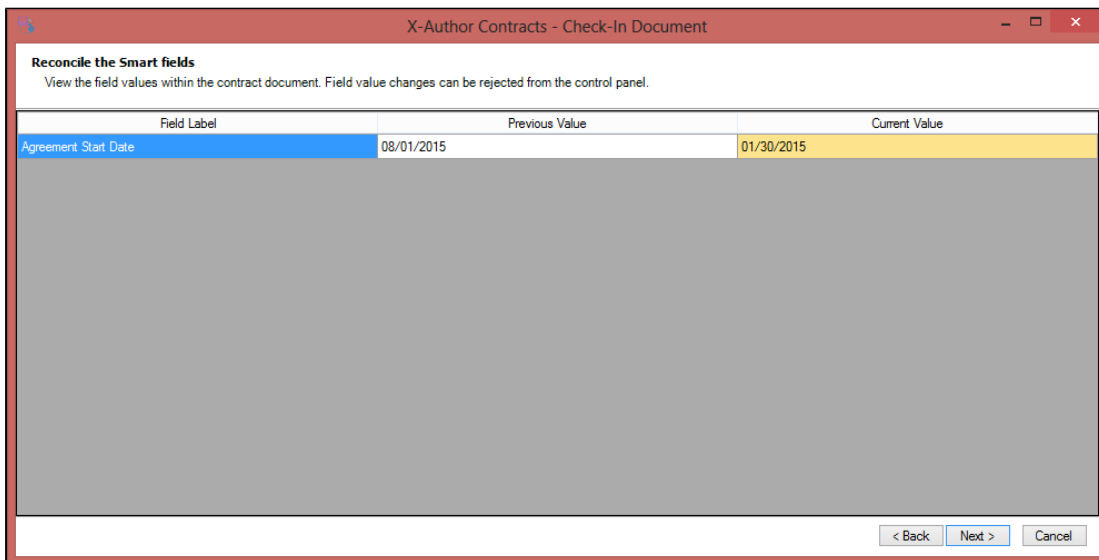 X-Author Contracts - Check-In Document
Reconcile the Smart fields
View the field values within the contract document. Field value changes can be rejected from the control panel.
Field Label Previous Value Current Value
Agreement Start Date 08/01/2015 01/30/2015
< Back Next > Cancel